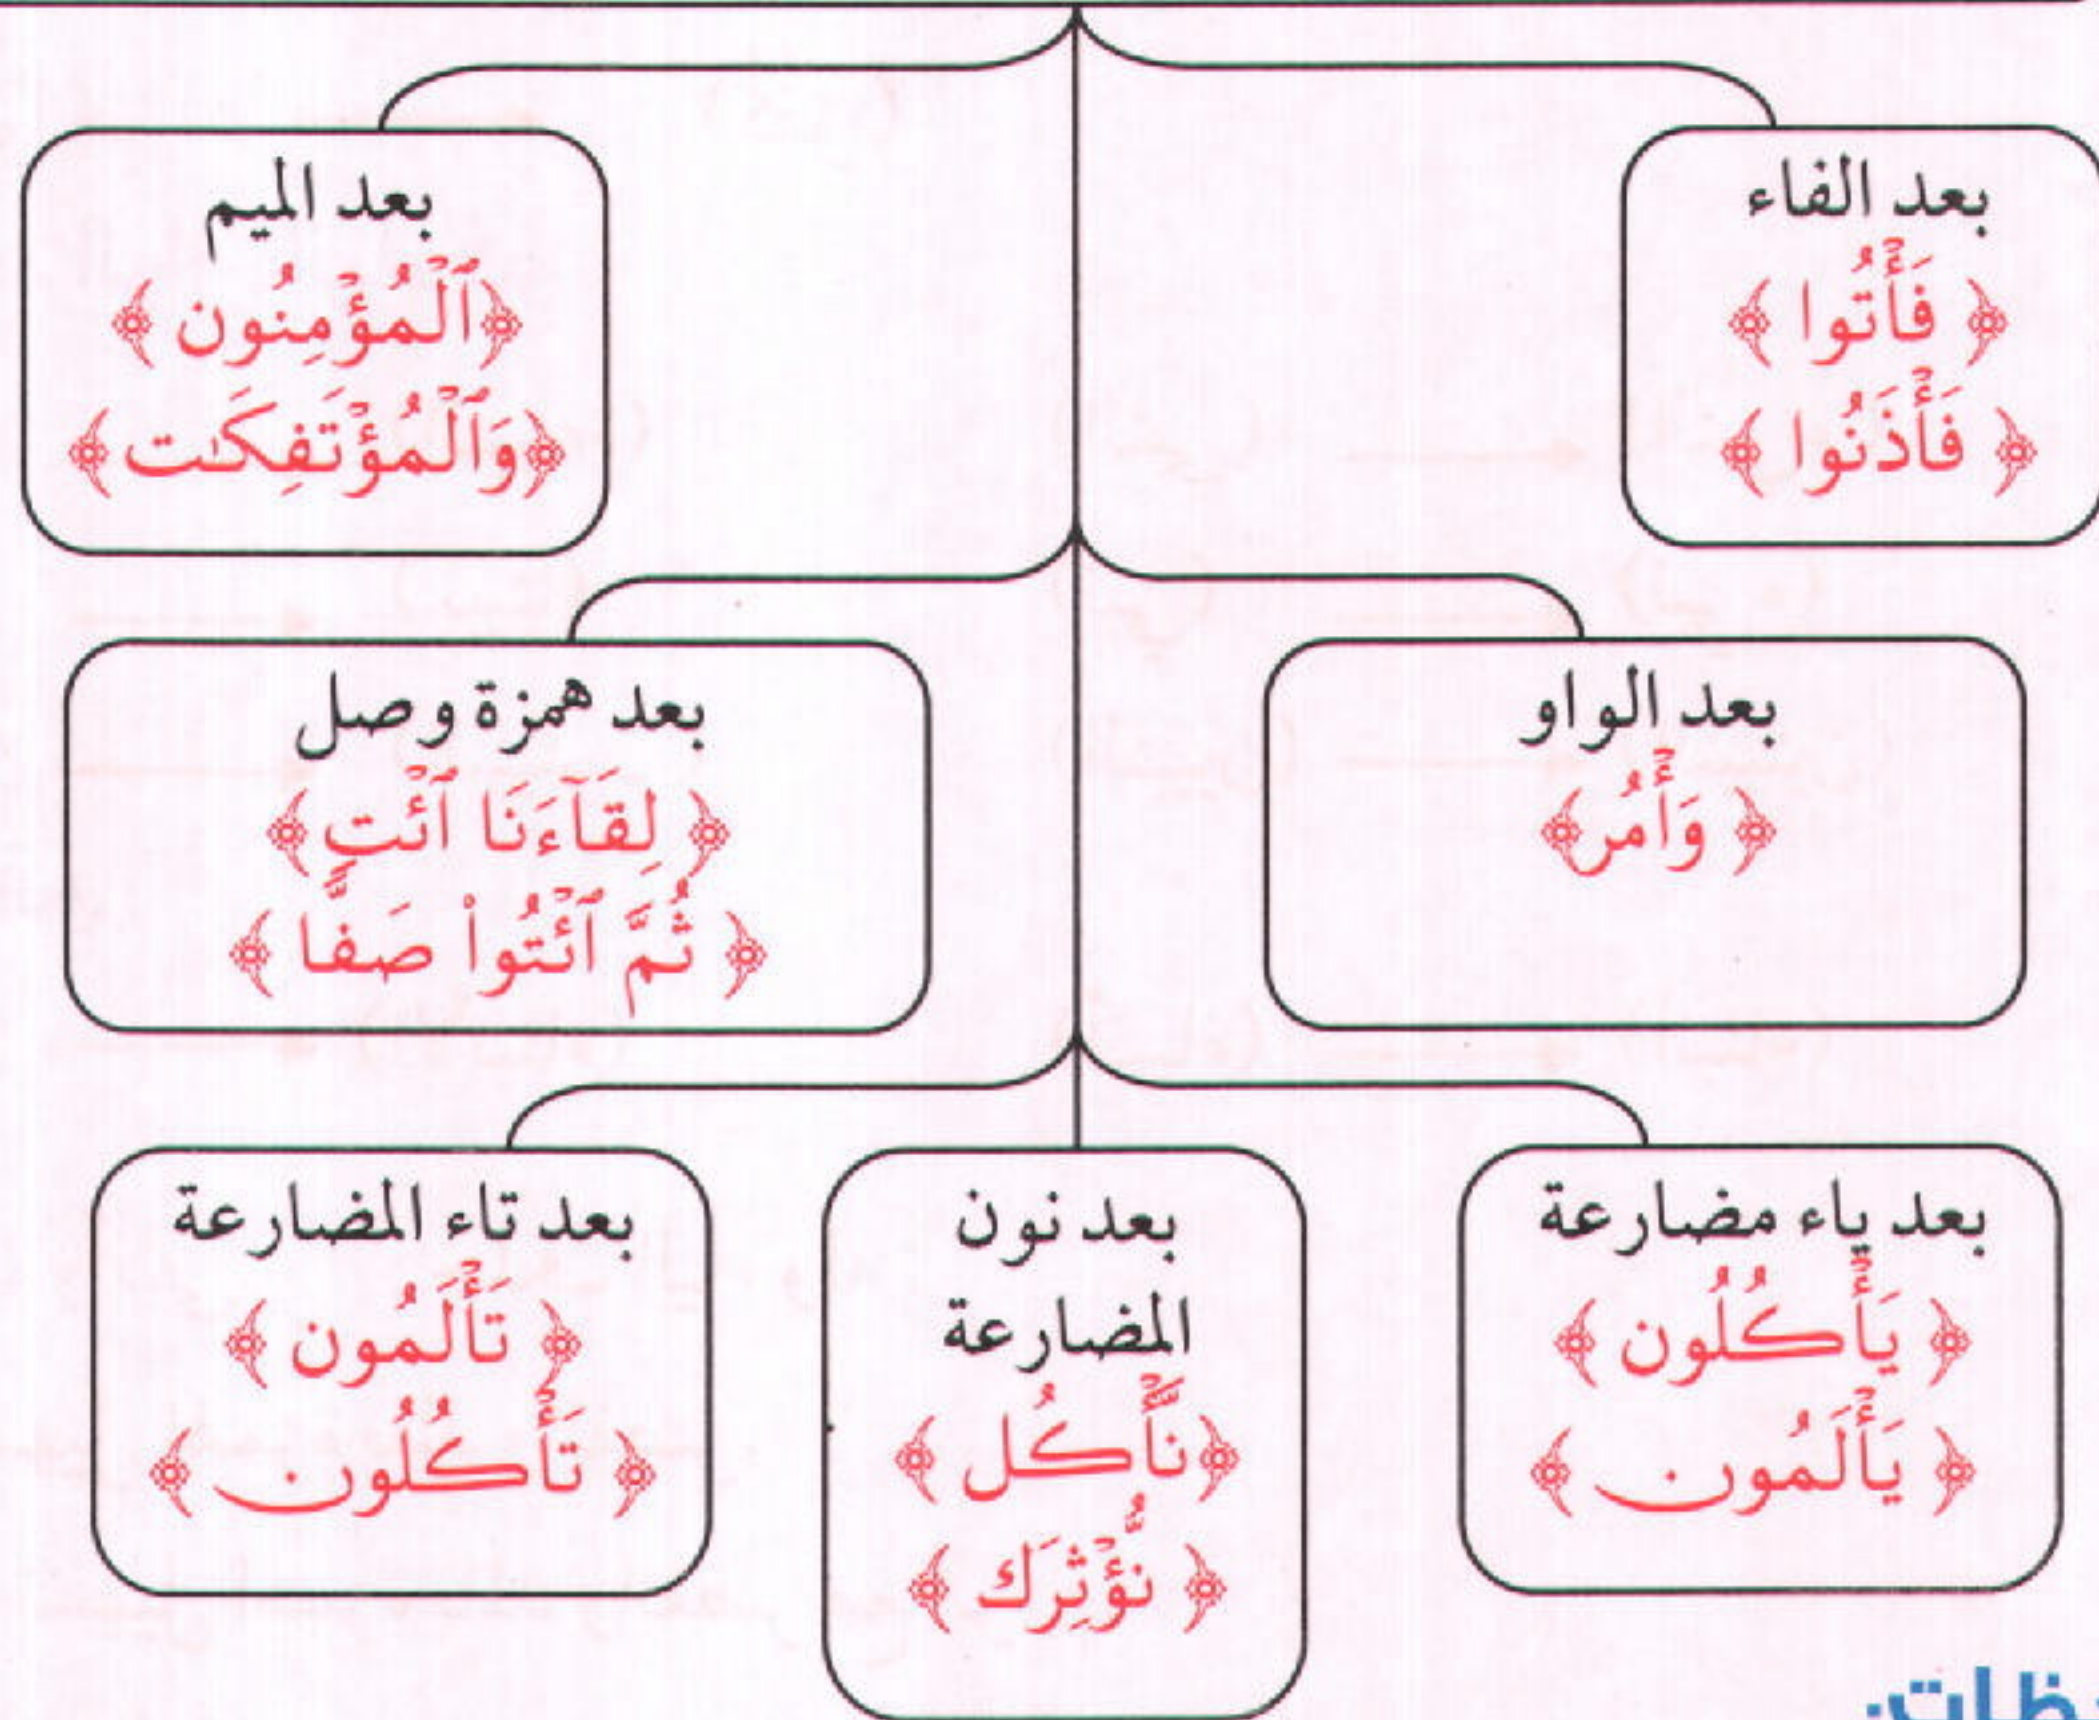 بعد الفاء
﴿ فَأْتُوا ﴾
﴿ فَأْذَنُوا ﴾
بعد الميم
﴿ٱلْمُؤْمِنُون ﴾
﴿وَٱلْمُؤْتَفِكَٰت ﴾
بعد الواو
﴿ وَأْمُر﴾
بعد همزة وصل
﴿ لِقَآءَنَا ٱئْتِ ﴾
﴿ ثُمَّ ٱئْتُواْ صَفًّا ﴾
بعد ياء مضارعة
﴿ يَأْكُلُون ﴾
﴿ يَأْلَمُون ﴾
بعد نون
المضارعة
﴿نَّأْكُل ﴾
﴿ نُّؤْثِرَك ﴾
بعد تاء المضارعة
﴿ تَأْلَمُون ﴾
﴿ تَأْكُلُون ﴾